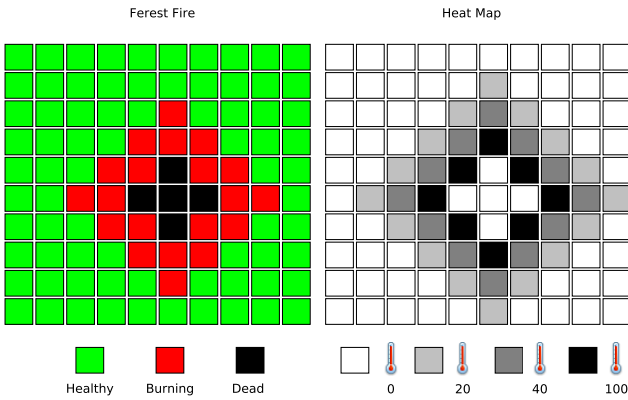 Ferest Fire
Heat Map
Healthy
Burning
Dead
0
20
40
100